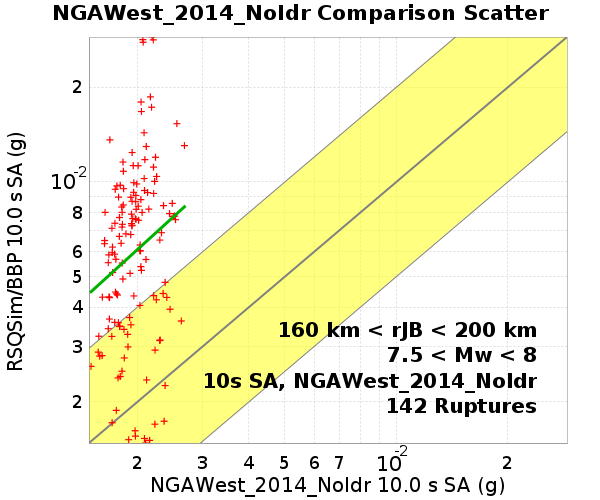 NGAWest_2014_NoIdr Comparison Scatter
RSQSim/BBP 10.0 s SA (g)
2
10-2
8
6
5
4
3
2
160 km < rJB < 200 km
7.5 < Mw < 8
10s SA, NGAWest_2014_NoIdr
142 Ruptures
2 3 4 5 6 7 10-2 2
NGAWest_2014_NoIdr 10.0 s SA (g)